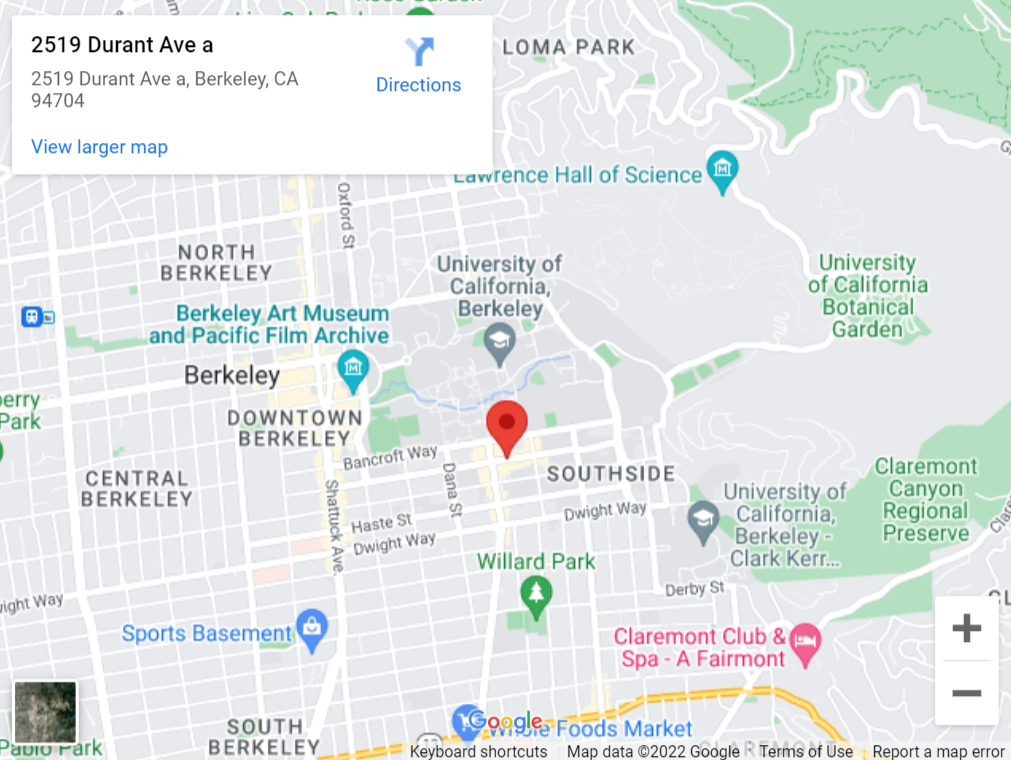 2519 Durant Ave a
2519 Durant Ave a, Berkeley, CA
94704
Directions
View larger map
LOMA PARK
Lawrence Hall of Science
Oxford St
NORTH
BERKELEY
University of
California,
Berkeley
University
of California
Botanical
Garden
Berkeley Art Museum
and Pacific Film Archive
Berkeley
DOWNTOWN
BERKELEY
Park
Bancroft Way
Dana St
SOUTHSIDE
CENTRAL
BERKELEY
Shattuck Ave.
Haste St
Dwight Way
Dwight Way
University of
California,
Berkeley -
Clark Kerr...
Claremont
Canyon
Regional
Preserve
Willard Park
Derby St
wight Way
Sports Basement
Claremont Club &
Spa - A Fairmont
+
−
SOUTH
BERKELEY
Google
Whole Foods Market
Pablo Park
CLAREMONT
Keyboard shortcuts
Map data ©2022 Google
Terms of Use
Report a map error